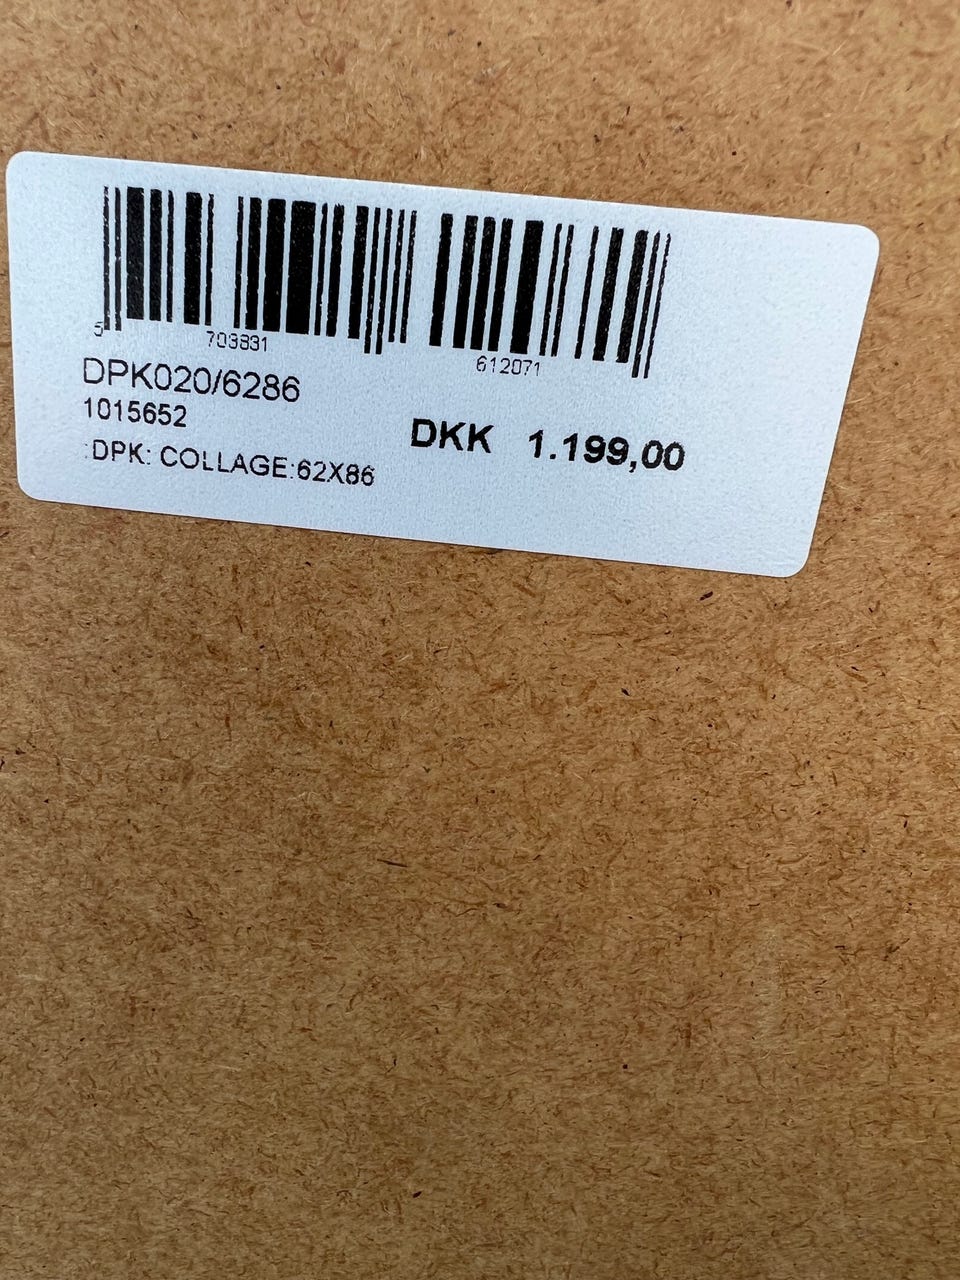 5 703831 612071
DPK020/6286
1015652
DKK 1.199,00
:DPK: COLLAGE:62X86